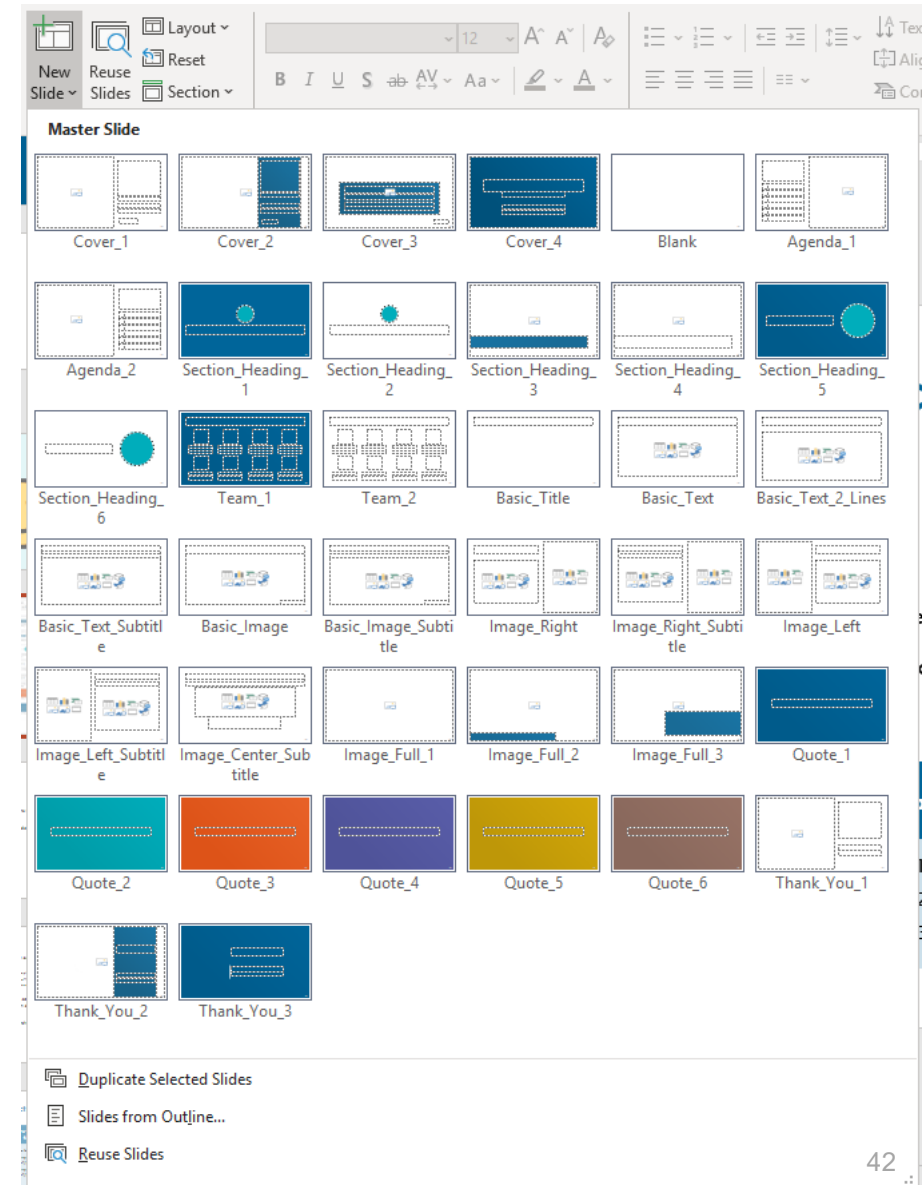 New
Slide
Reuse
Slides
Layout
Reset
Section
12
A A A
B I U S ab AV Aa A
Master Slide
Cover_1 Cover_2 Cover_3 Cover_4 Blank Agenda_1
Agenda_2 Section_Heading_ Section_Heading_ Section_Heading_ Section_Heading_ Section_Heading_
1 2 3 4 5
Section_Heading_ Team_1 Team_2 Basic_Title Basic_Text Basic_Text_2_Lines
6
Basic_Text_Subtitl Basic_Image Basic_Image_Subti Image_Right Image_Right_Subti Image_Left
e tle tle
Image_Left_Subtitl Image_Center_Sub Image_Full_1 Image_Full_2 Image_Full_3 Quote_1
e title
Quote_2 Quote_3 Quote_4 Quote_5 Quote_6 Thank_You_1
Thank_You_2 Thank_You_3
Duplicate Selected Slides
Slides from Outline...
Reuse Slides
42